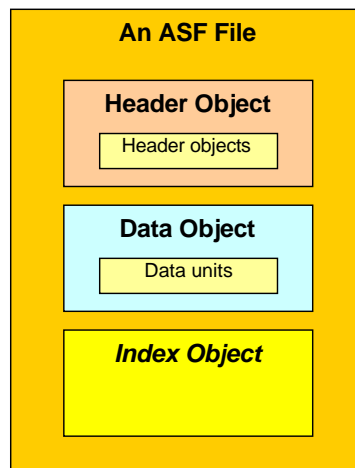 An ASF File
Header Object
Header objects
Data Object
Data units
Index Object